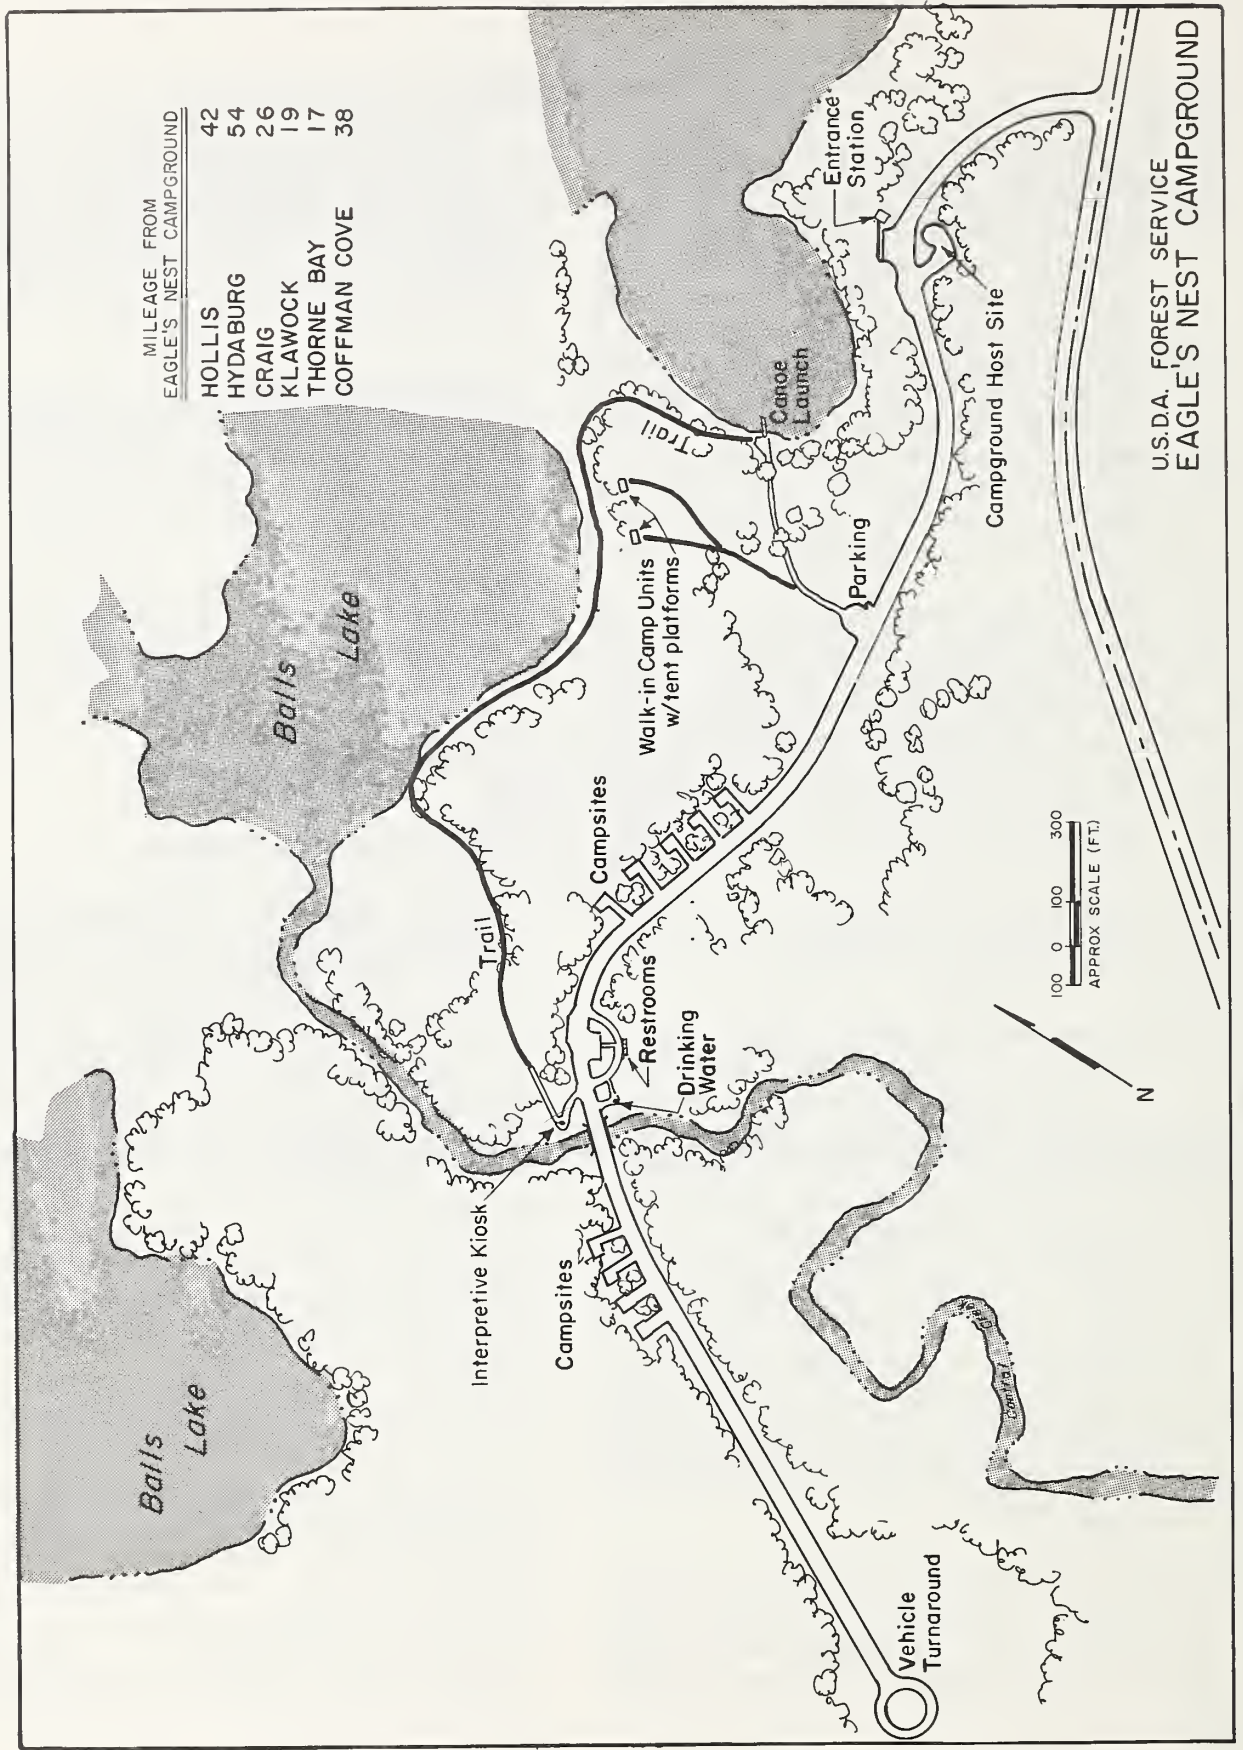 MILEAGE FROM
EAGLE'S NEST CAMPGROUND
HOLLIS 42
HYDABURG 54
CRAIG 26
KLAWOCK 19
THORNE BAY 17
COFFMAN COVE 38
Balls
Lake
Balls
Lake
Trail
Trail
Canoe
Launch
Entrance
Station
Campground Host Site
Parking
Walk-in Camp Units
w/tent platforms
Campsites
Restrooms
Drinking
Water
Interpretive Kiosk
Campsites
Vehicle
Turnaround
Control
Creek
N
100 0 100 300
APPROX SCALE (FT.)
U.S.D.A. FOREST SERVICE
EAGLE'S NEST CAMPGROUND